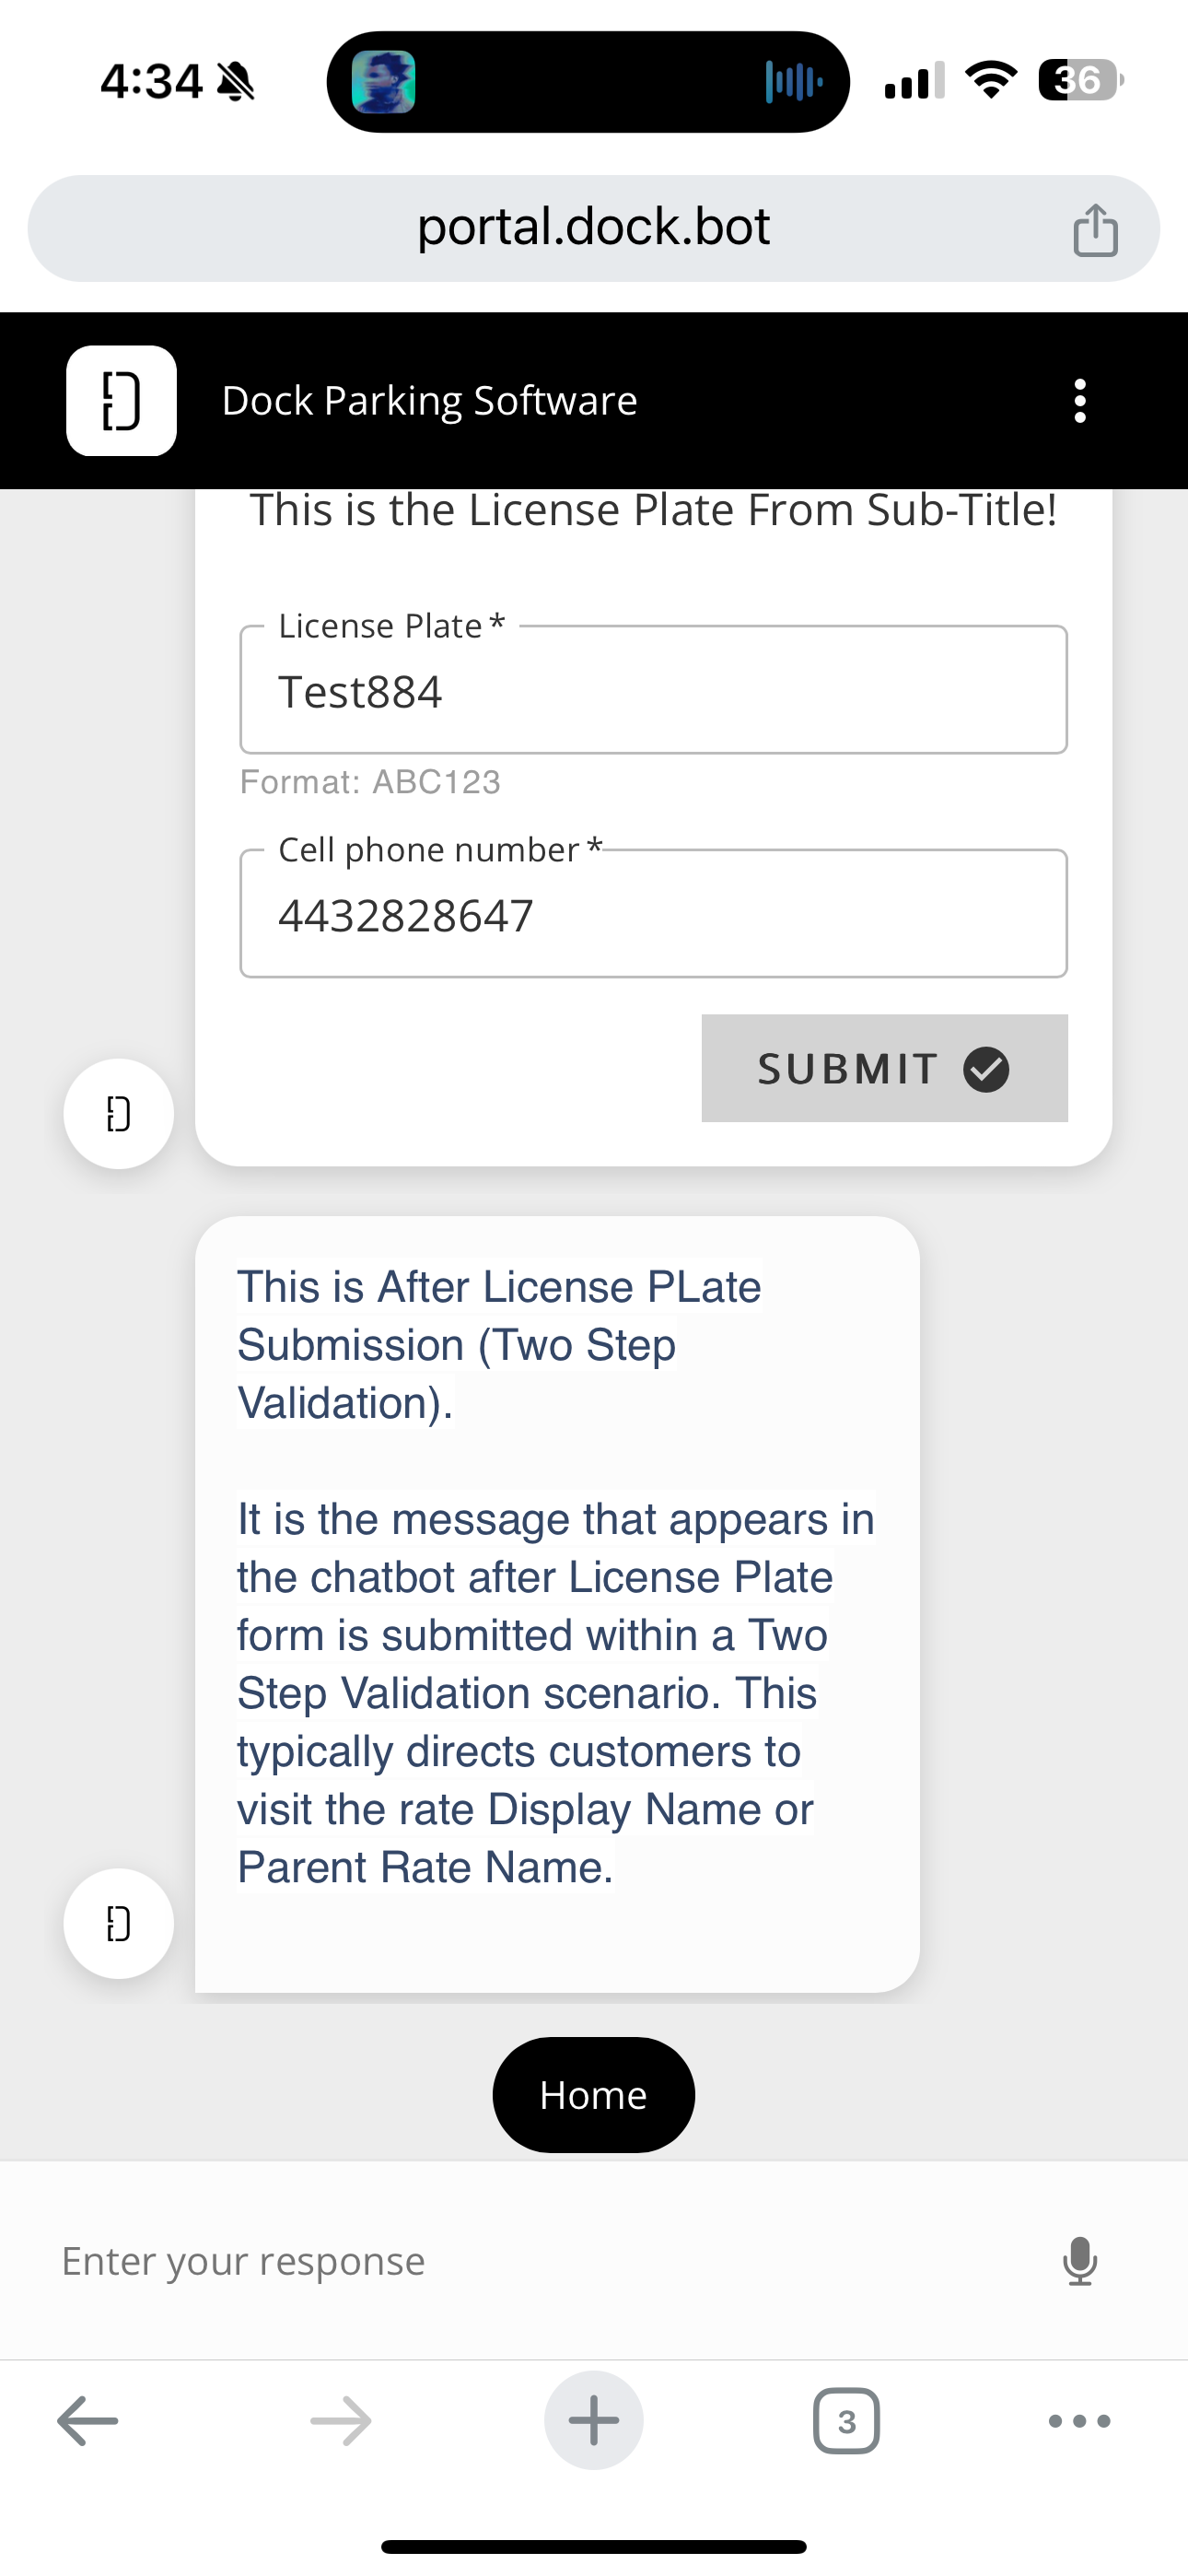 4:34
36
portal.dock.bot
Dock Parking Software
This is the License Plate From Sub-Title!
License Plate *
Test884
Format: ABC123
Cell phone number *
4432828647
SUBMIT
This is After License PLate
Submission (Two Step
Validation).
It is the message that appears in
the chatbot after License Plate
form is submitted within a Two
Step Validation scenario. This
typically directs customers to
visit the rate Display Name or
Parent Rate Name.
Home
Enter your response
3